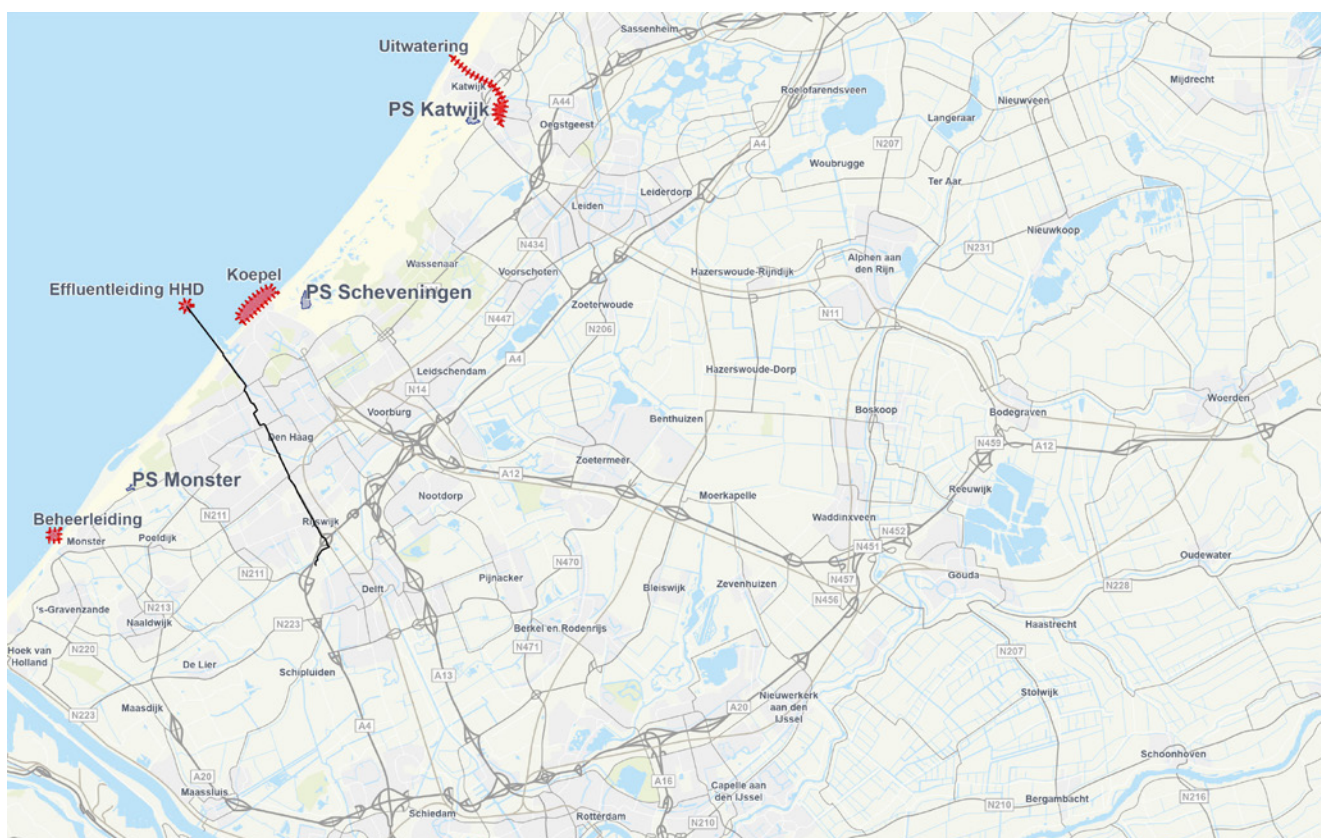 Sassenheim
Uitwatering
Mijdrecht
Katwijk
Roelofarendsveen
A44
Nieuwveen
PS Katwijk
Langeraar
Oegstgeest
A4
N207
Woubrugge
Ter Aar
Leiderdorp
Leiden
Nieuwkoop
N434
N231
Wassenaar
Voorschoten
Hazerswoude-Rijndijk
Alphen aan
den Rijn
Koepel
Effluentleiding HHD
PS Scheveningen
Zoeterwoude
N447
N11
N206
A4
Leidschendam
Hazerswoude-Dorp
N14
Woerden
Voorburg
Boskoop
Bodegraven
Benthuizen
Den Haag
N459
A12
Zoetermeer
A12
PS Monster
Nootdorp
Moerkapelle
Reeuwijk
N211
Waddinxveen
Beheerleiding
Rijswijk
N452
Monster
Poeldijk
N451
Oudewater
N470
N211
Pijnacker
N457
Gouda
Delft
Bleiswijk
Zevenhuizen
N228
N456
's-Gravenzande
N213
Naaldwijk
N223
Haastrecht
Berkel en Rodenrijs
Hoek van
Holland
N220
N471
N207
De Lier
Schipluiden
A13
Stolwijk
Nieuwerkerk
aan den
IJssel
N223
Maasdijk
A4
A20
Schoonhoven
A20
A16
Maassluis
Capelle aan
den IJssel
N216
Bergambacht
N210
Schiedam
Rotterdam
N210